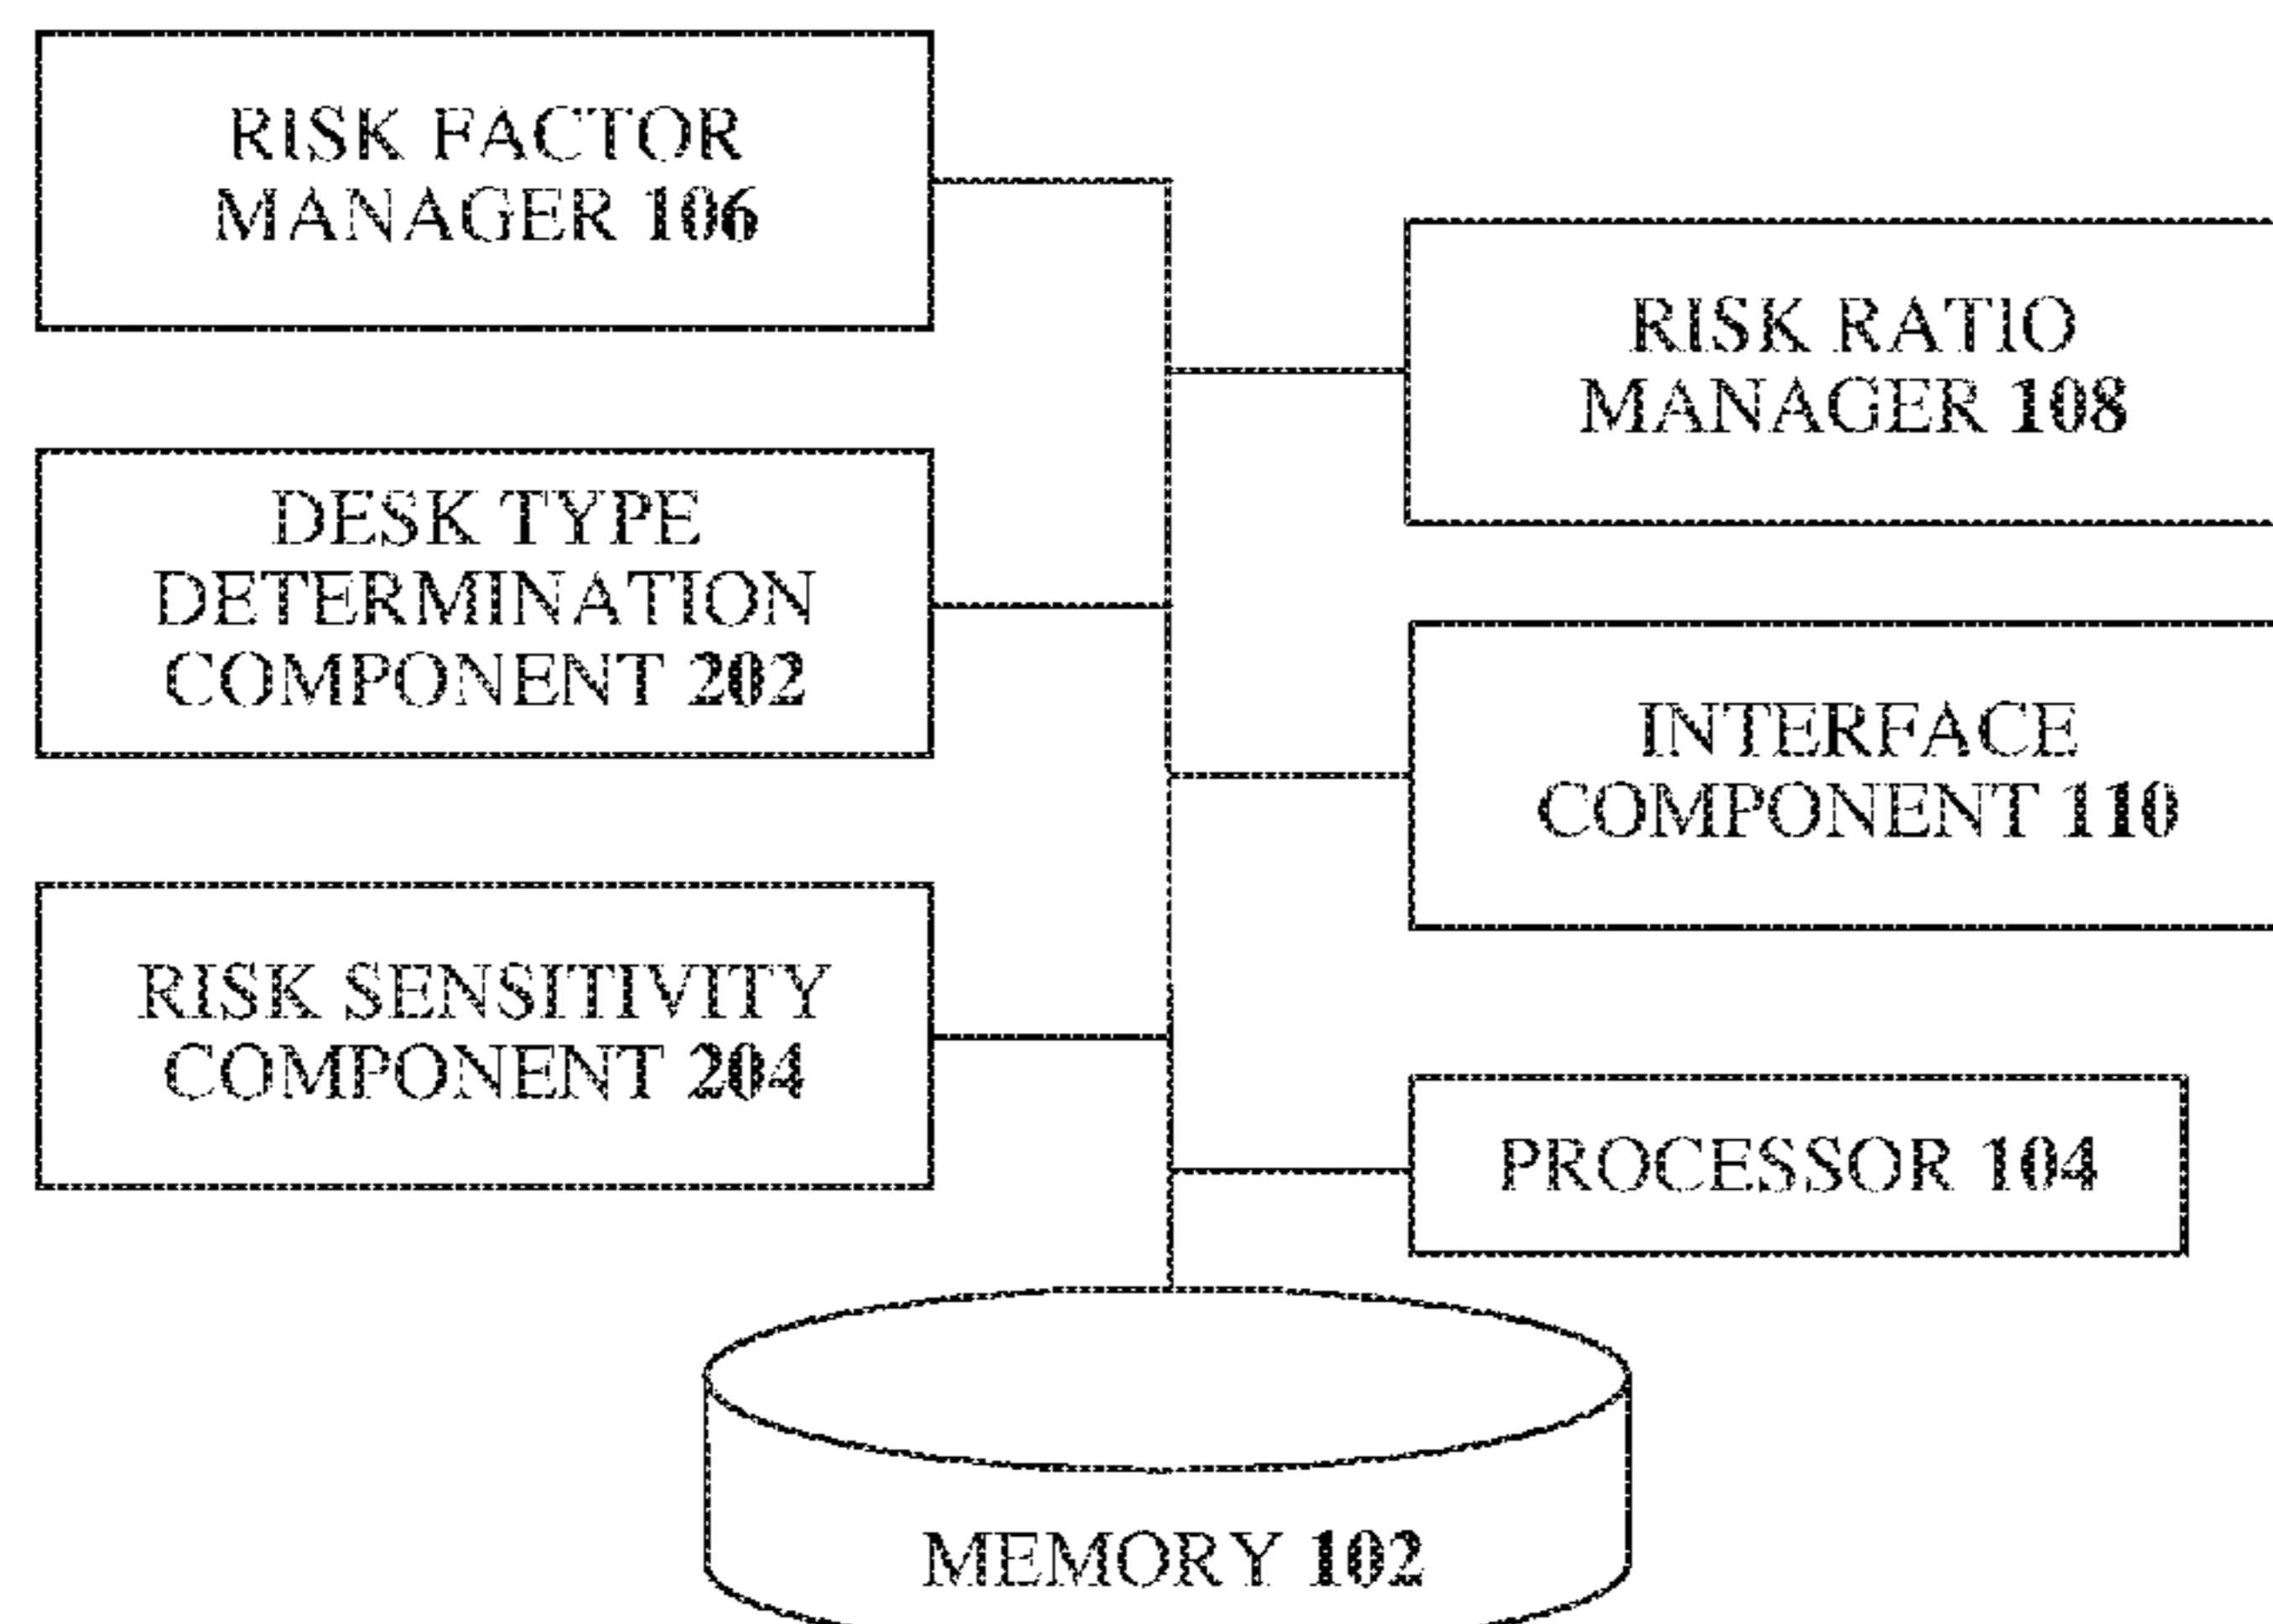 RISK FACTOR
MANAGER 106
RISK RATIO
MANAGER 108
DESK TYPE
DETERMINATION
COMPONENT 202
INTERFACE
COMPONENT 110
RISK SENSITIVITY
COMPONENT 204
PROCESSOR 104
MEMORY 102